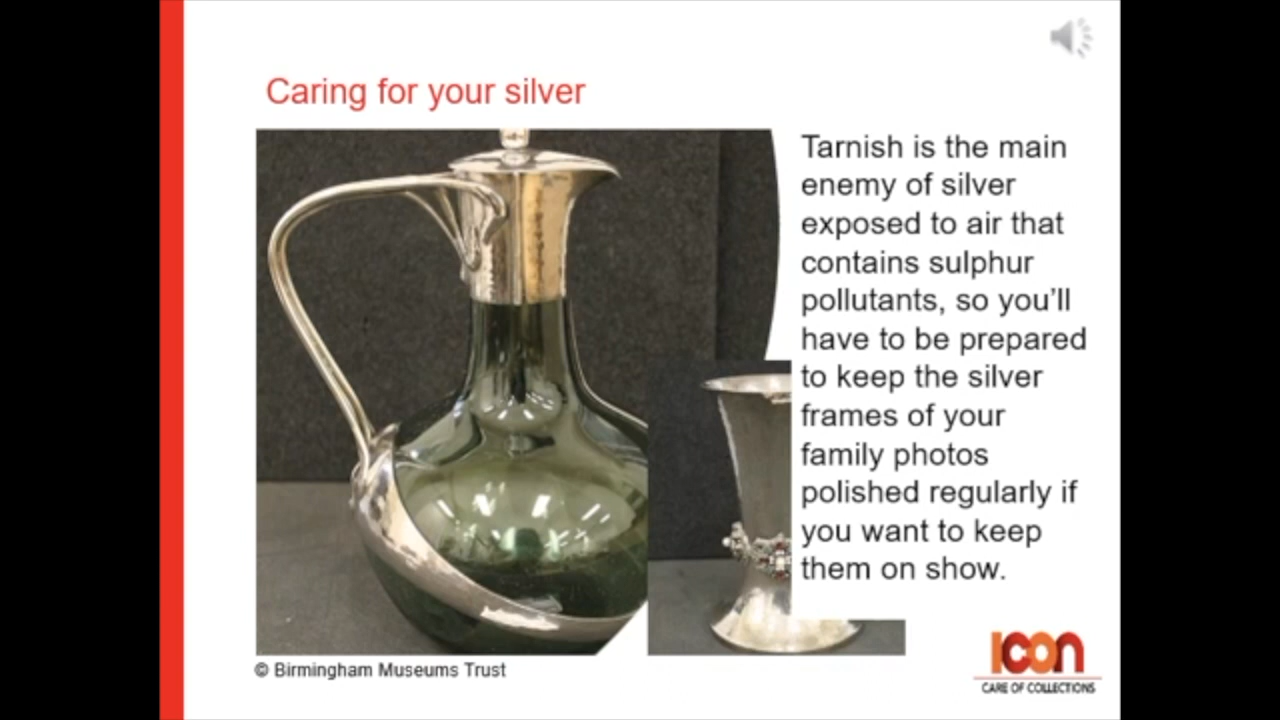 Caring for your silver
Tarnish is the main
enemy of silver
exposed to air that
contains sulphur
pollutants, so you'll
have to be prepared
to keep the silver
frames of your
family photos
polished regularly if
you want to keep
them on show.
© Birmingham Museums Trust
Icon
CARE OF COLLECTIONS